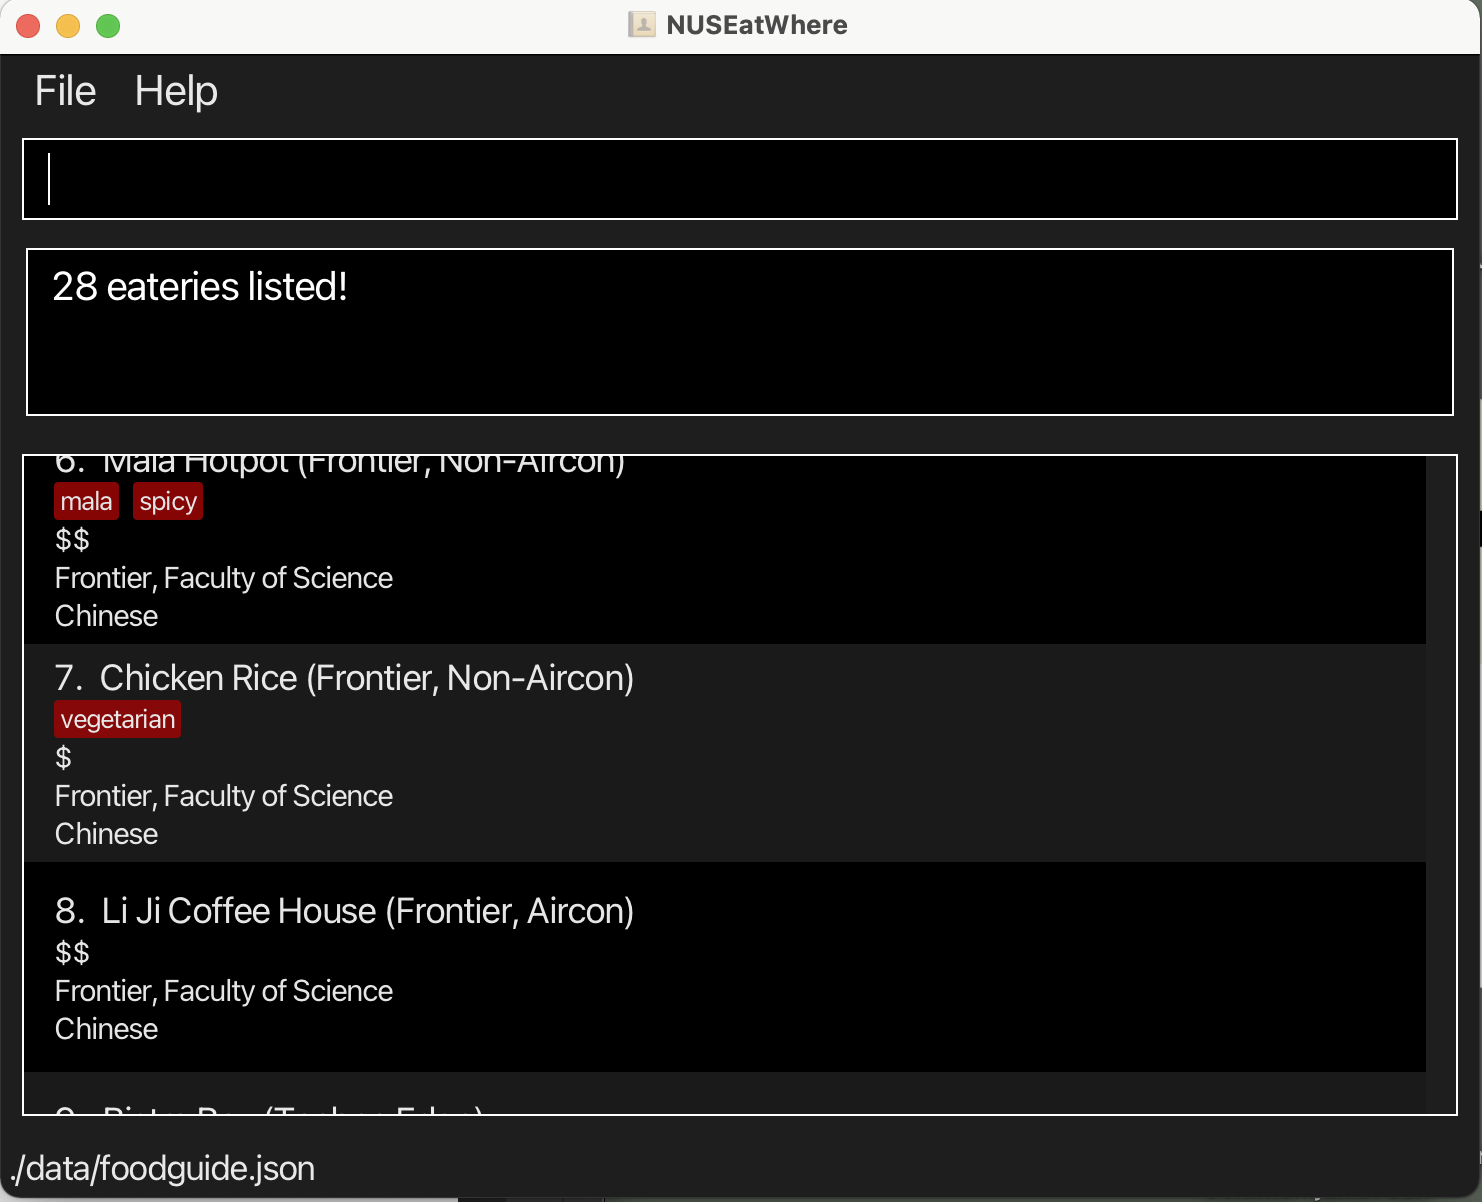 NUSEatWhere
File Help
28 eateries listed!
6. Mala Hotpot (Frontier, Non-Aircon)
mala spicy
$$
Frontier, Faculty of Science
Chinese
7. Chicken Rice (Frontier, Non-Aircon)
vegetarian
$
Frontier, Faculty of Science
Chinese
8. Li Ji Coffee House (Frontier, Aircon)
$$
Frontier, Faculty of Science
Chinese
./data/foodguide.json